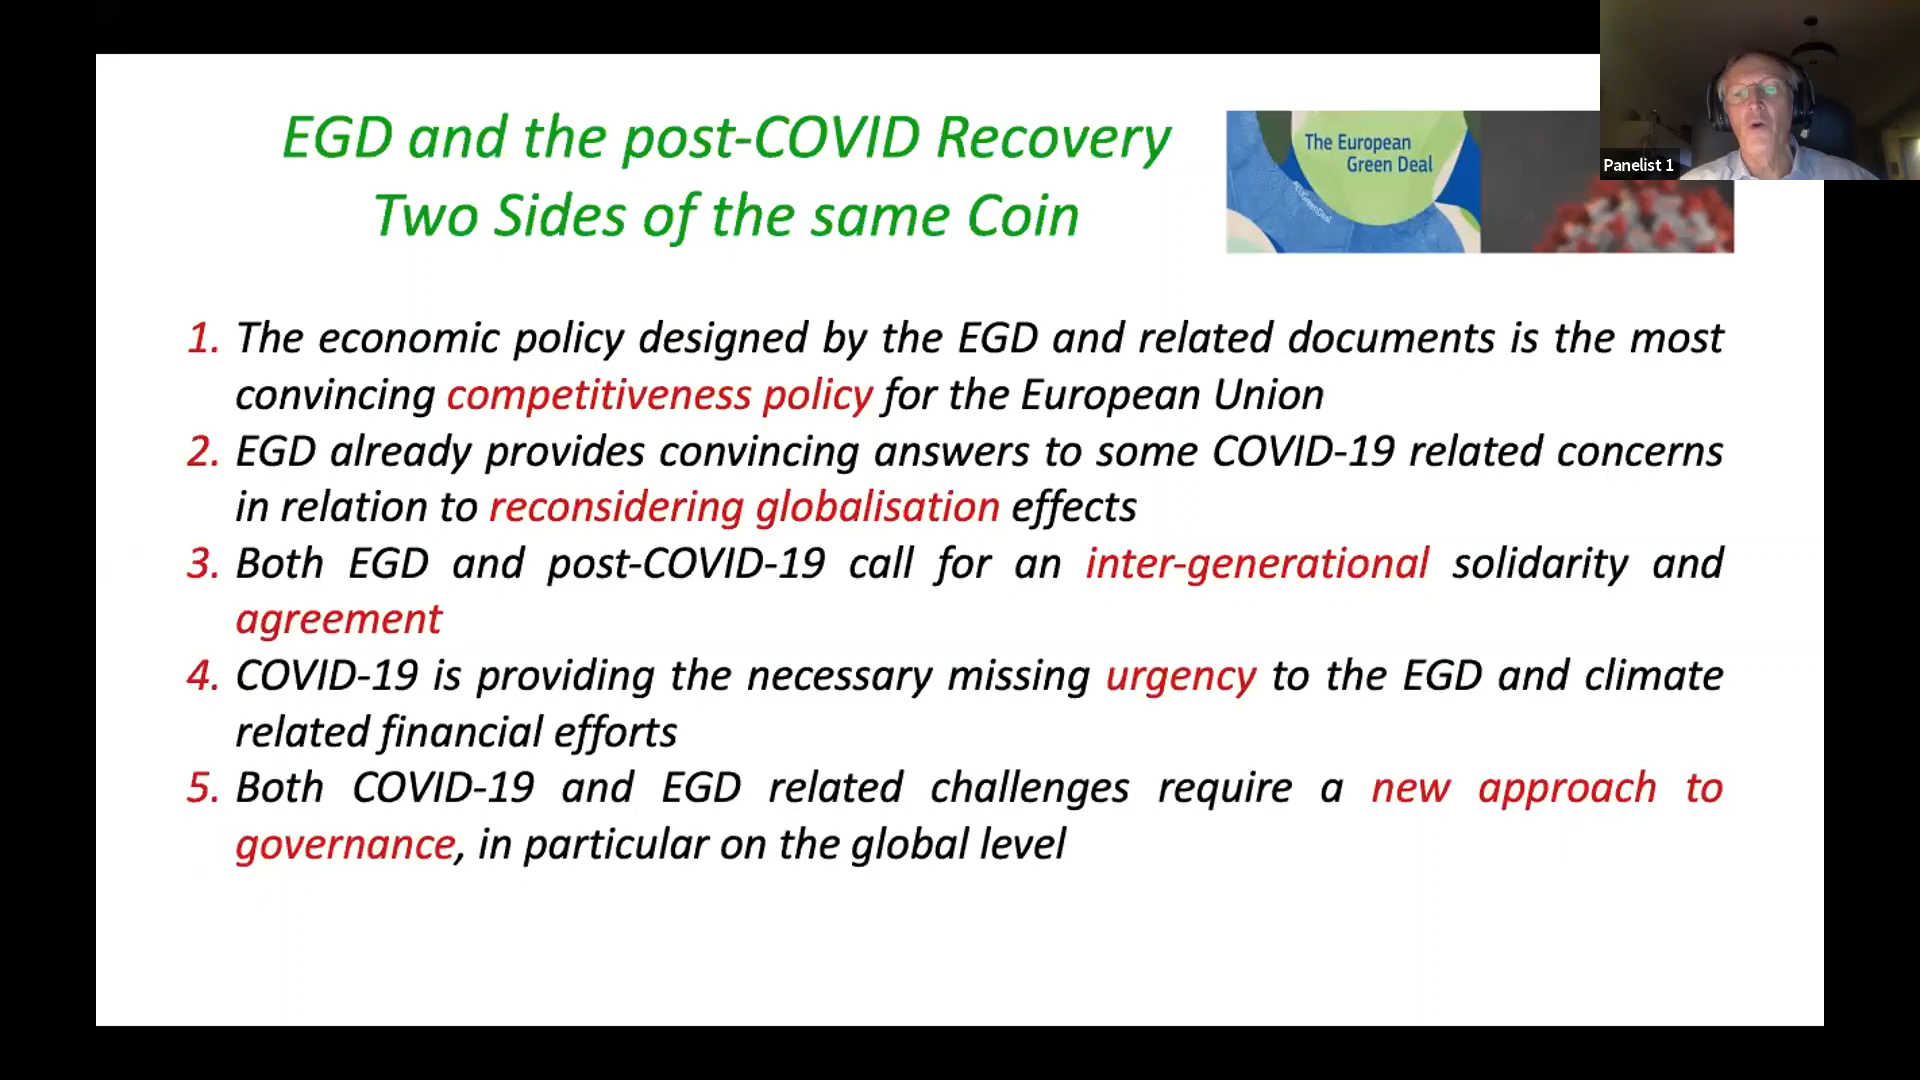 EGD and the post-COVID Recovery
Two Sides of the same Coin
The European
Green Deal
#EUGreenDeal
Panelist 1
1. The economic policy designed by the EGD and related documents is the most
convincing competitiveness policy for the European Union
2. EGD already provides convincing answers to some COVID-19 related concerns
in relation to reconsidering globalisation effects
3. Both EGD and post-COVID-19 call for an inter-generational solidarity and
agreement
4. COVID-19 is providing the necessary missing urgency to the EGD and climate
related financial efforts
5. Both COVID-19 and EGD related challenges require a new approach to
governance, in particular on the global level